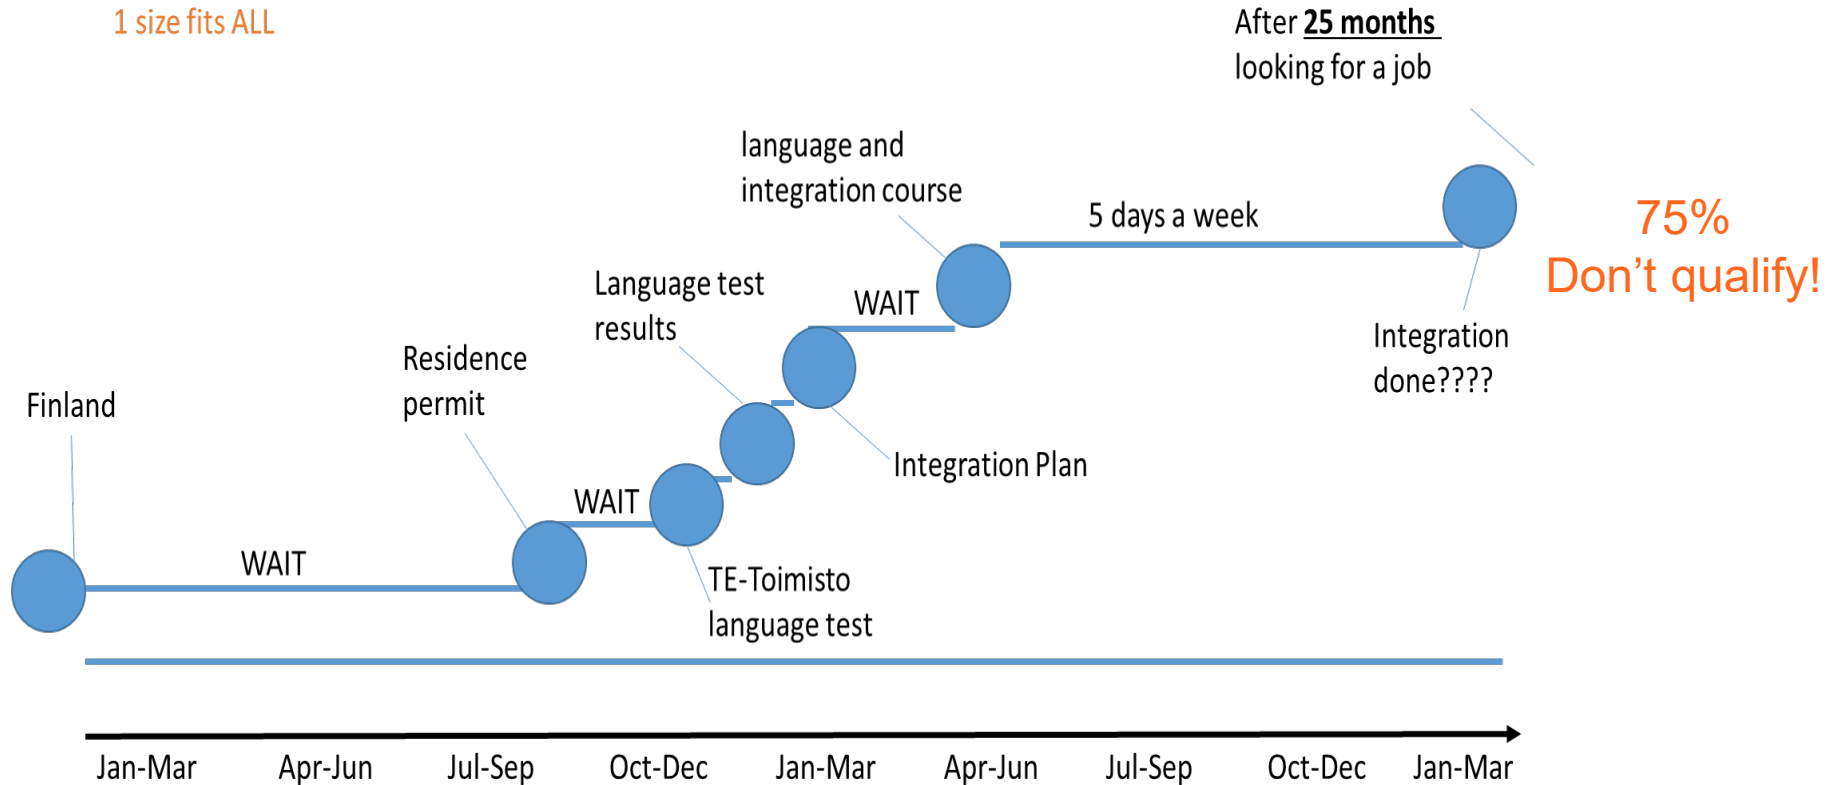 1 size fits ALL
After 25 months
looking for a job
language and
integration course
5 days a week
75%
Don't qualify!
Language test
results
WAIT
Integration
done????
Residence
permit
Finland
Integration Plan
WAIT
WAIT
TE-Toimisto
language test
Jan-Mar Apr-Jun Jul-Sep Oct-Dec Jan-Mar Apr-Jun Jul-Sep Oct-Dec Jan-Mar